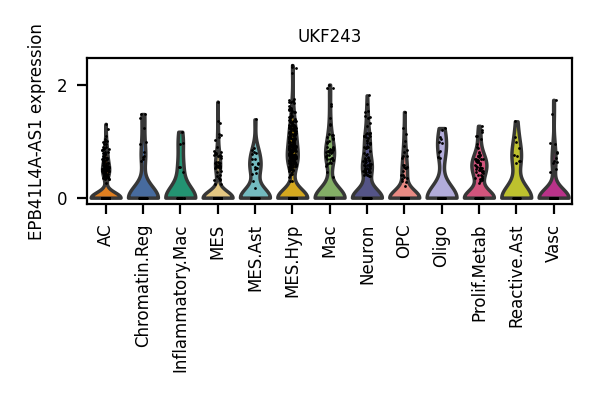 UKF243
EPB41L4A-AS1 expression
2
0
AC
Chromatin.Reg
Inflammatory.Mac
MES
MES.Ast
MES.Hyp
Mac
Neuron
OPC
Oligo
Prolif.Metab
Reactive.Ast
Vasc